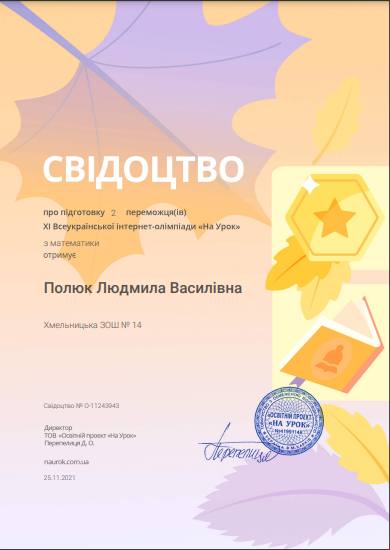 СВІДОЦТВО
про підготовку 2 переможця(ів)
XI Всеукраїнської інтернет-олімпіади «На Урок»
з математики
отримує
Полюк Людмила Василівна
Хмельницька ЗОШ № 14
Свідоцтво № О-11243943
Директор
ТОВ «Освітній проект «На Урок»
Перепелиця Д. О.
naurok.com.ua
25.11.2021
«ОСВІТНІЙ ПРОЕКТ
«НА УРОК»